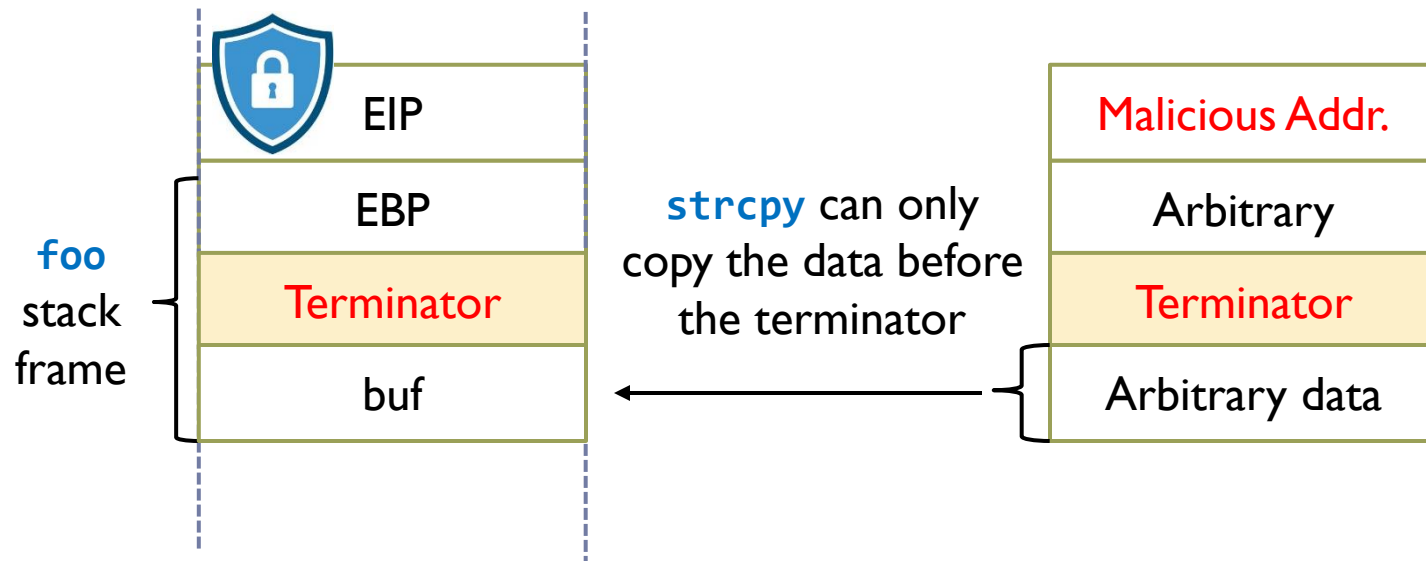 EIP
EBP
Terminator
buf
foo
stack
frame
strcpy can only
copy the data before
the terminator
Malicious Addr.
Arbitrary
Terminator
Arbitrary data